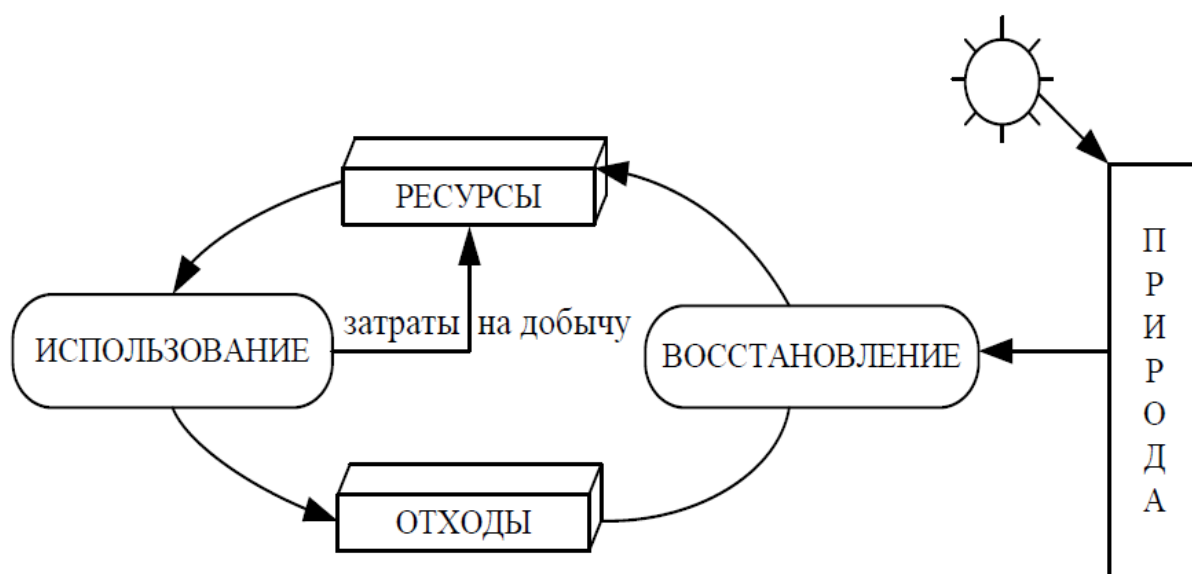 РЕСУРСЫ
затраты на добычу
ИСПОЛЬЗОВАНИЕ
ВОССТАНОВЛЕНИЕ
ОТХОДЫ
П
Р
И
Р
О
Д
А